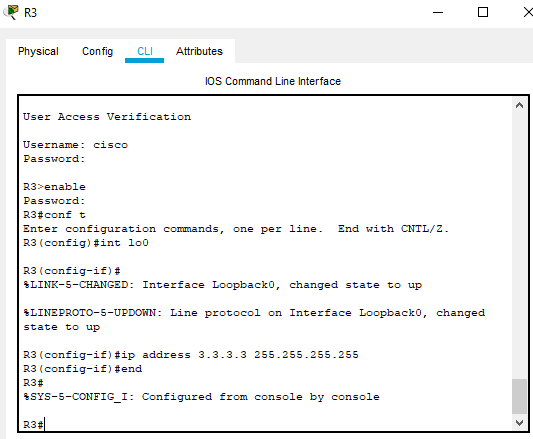 R3
Physical Config CLI Attributes
IOS Command Line Interface
User Access Verification
Username: cisco
Password:
R3>enable
Password:
R3#conf t
Enter configuration commands, one per line.  End with CNTL/Z.
R3(config)#int lo0
R3(config-if)#
%LINK-5-CHANGED: Interface Loopback0, changed state to up
%LINEPROTO-5-UPDOWN: Line protocol on Interface Loopback0, changed
state to up
R3(config-if)#ip address 3.3.3.3 255.255.255.255
R3(config-if)#end
R3#
%SYS-5-CONFIG_I: Configured from console by console
R3#